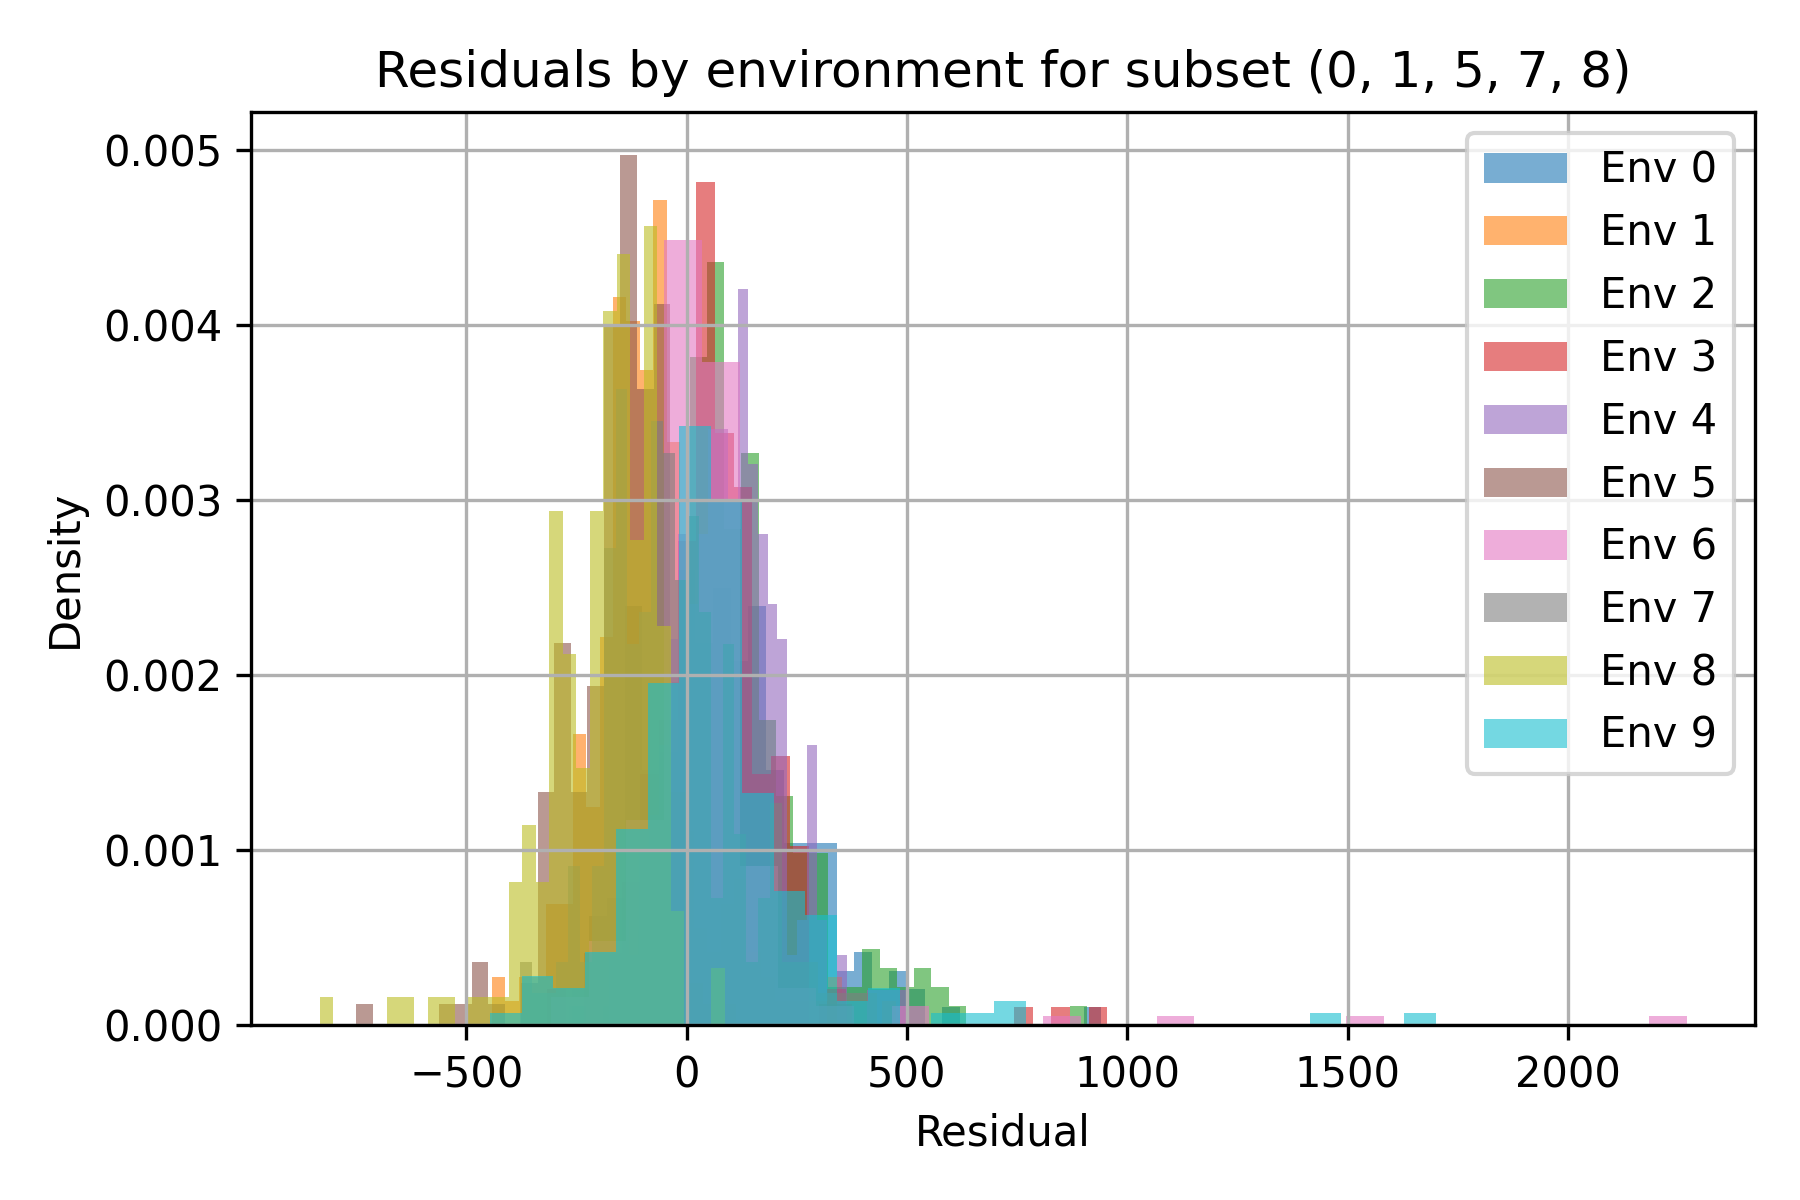 Residuals by environment for subset (0, 1, 5, 7, 8)
0.005
0.004
0.003
0.002
0.001
0.000
Density
Env 0
Env 1
Env 2
Env 3
Env 4
Env 5
Env 6
Env 7
Env 8
Env 9
−500
0
500
1000
1500
2000
Residual